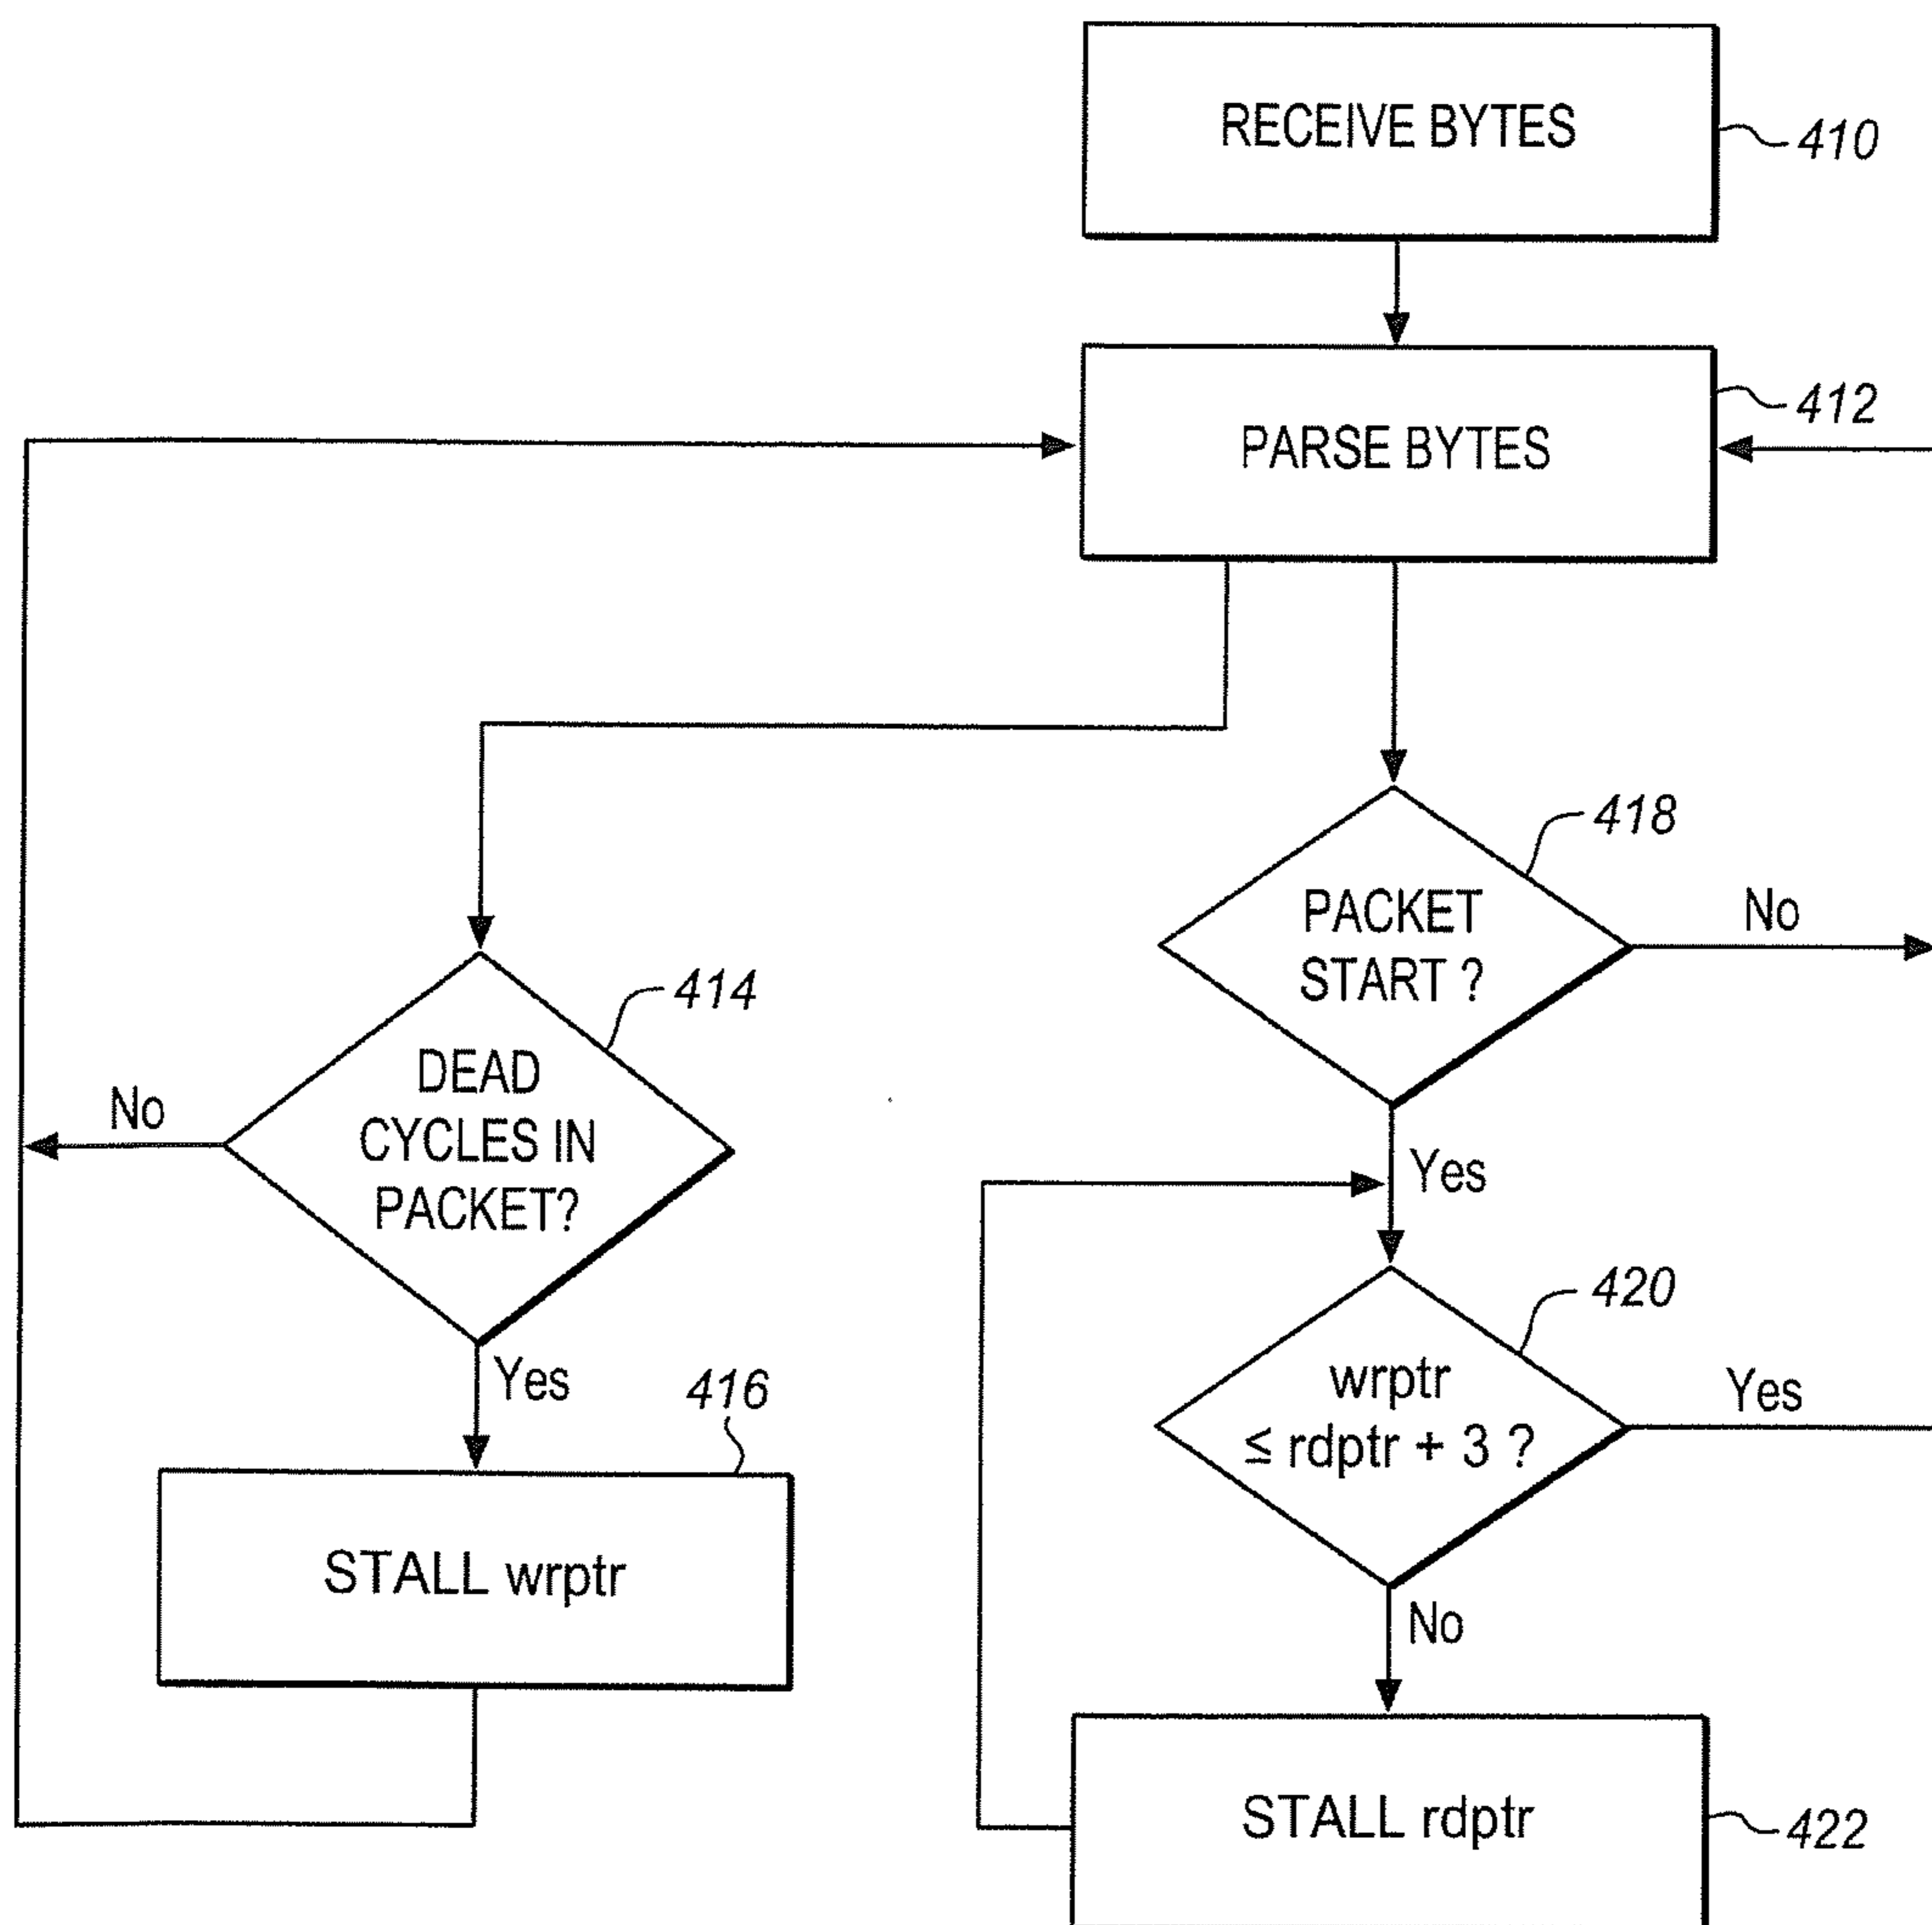 RECEIVE BYTES
410
PARSE BYTES
412
PACKET
START ?
418
No
Yes
DEAD
CYCLES IN
PACKET?
414
No
Yes
416
STALL wrptr
wrptr
≤ rdptr + 3 ?
420
Yes
No
STALL rdptr
422